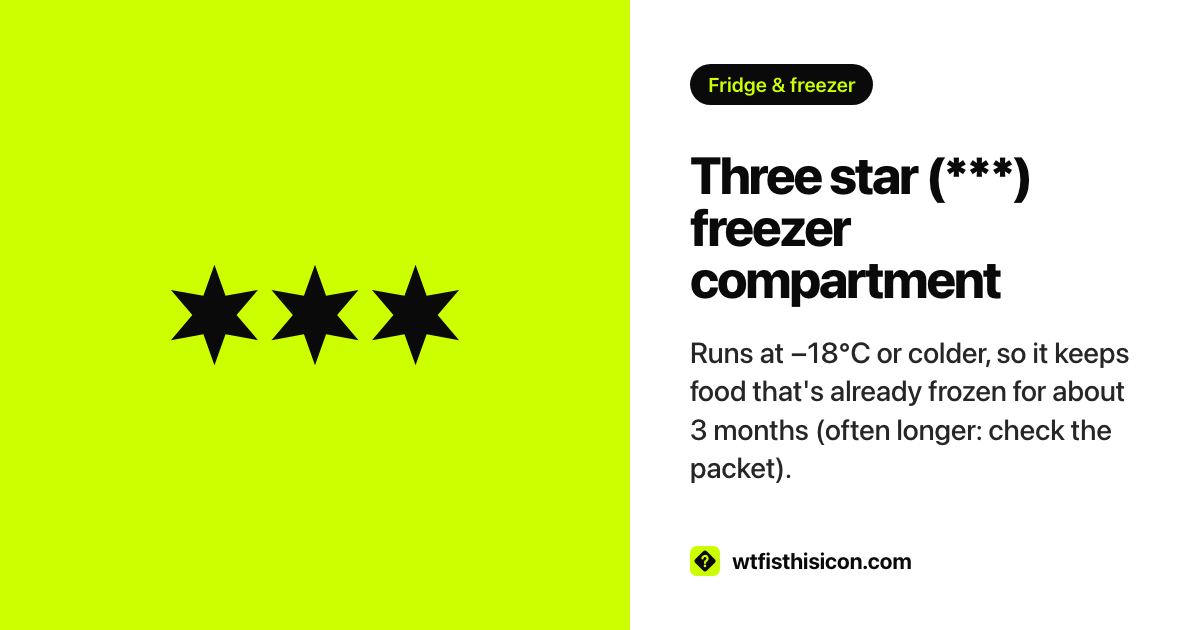 Fridge & freezer
Three star (***)
freezer
compartment
Runs at −18°C or colder, so it keeps
food that's already frozen for about
3 months (often longer: check the
packet).
wtfisthisicon.com